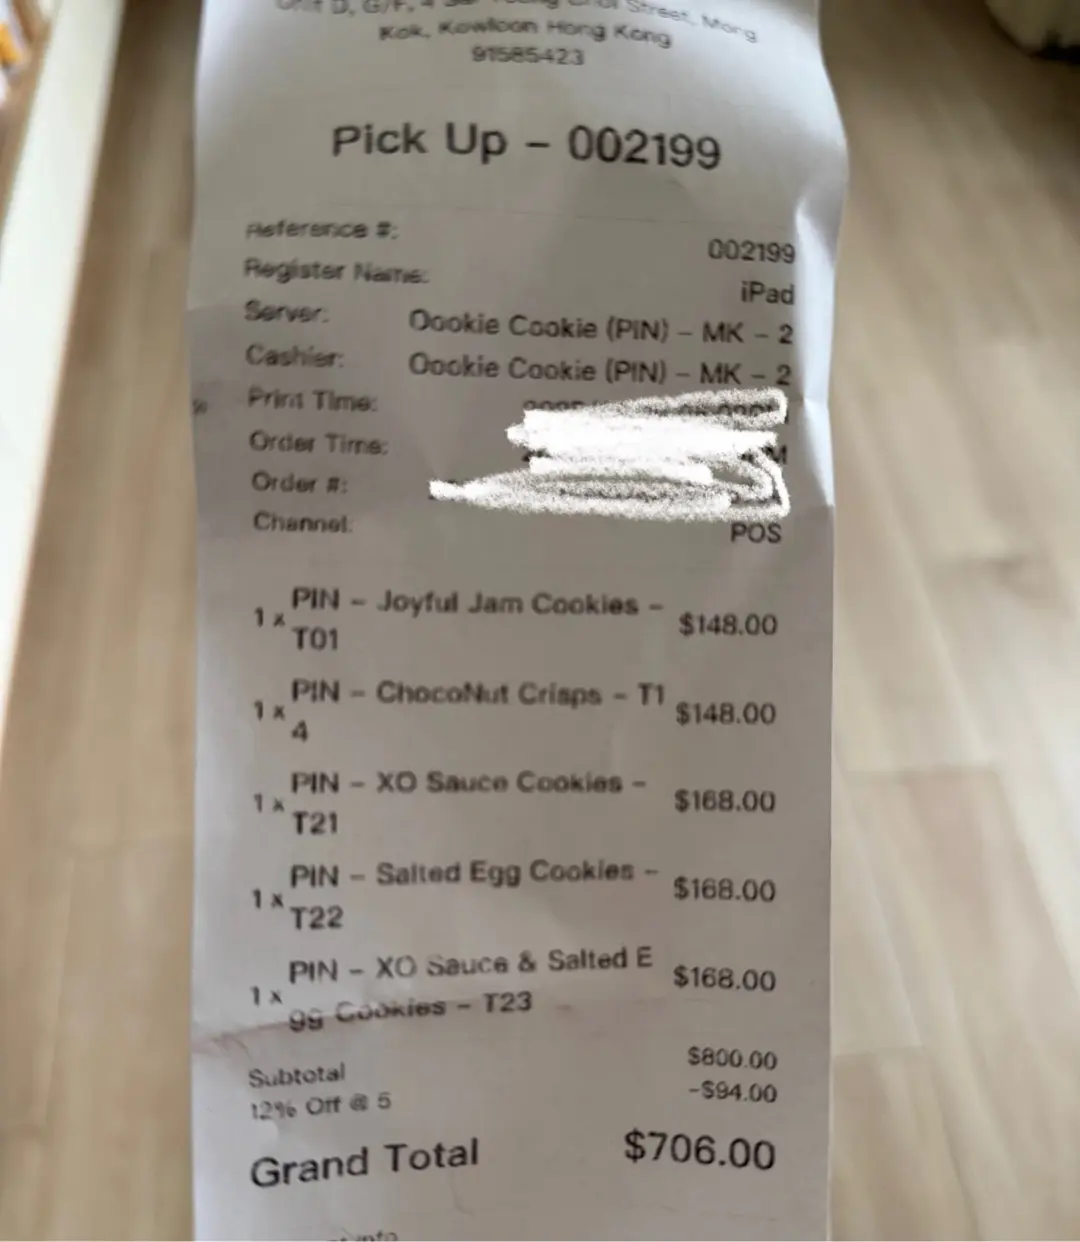 Street, Mong
Kok, Kowloon Hong Kong
91585423
Pick Up - 002199
Reference #:
002199
Register Name:
iPad
Server:
Oookie Cookie (PIN) - MK - 2
Cashier:
Oookie Cookie (PIN) - MK - 2
Print Time:
Order Time:
Order #:
Channel:
POS
1 x PIN - Joyful Jam Cookies - $148.00
T01
1 x PIN - ChocoNut Crisps - T1 $148.00
4
1 x PIN - XO Sauce Cookies - $168.00
T21
1 x PIN - Salted Egg Cookies - $168.00
T22
1 x PIN - XO Sauce & Salted E $168.00
gg Cookies - T23
Subtotal $800.00
12% Off @ 5 -$94.00
Grand Total $706.00